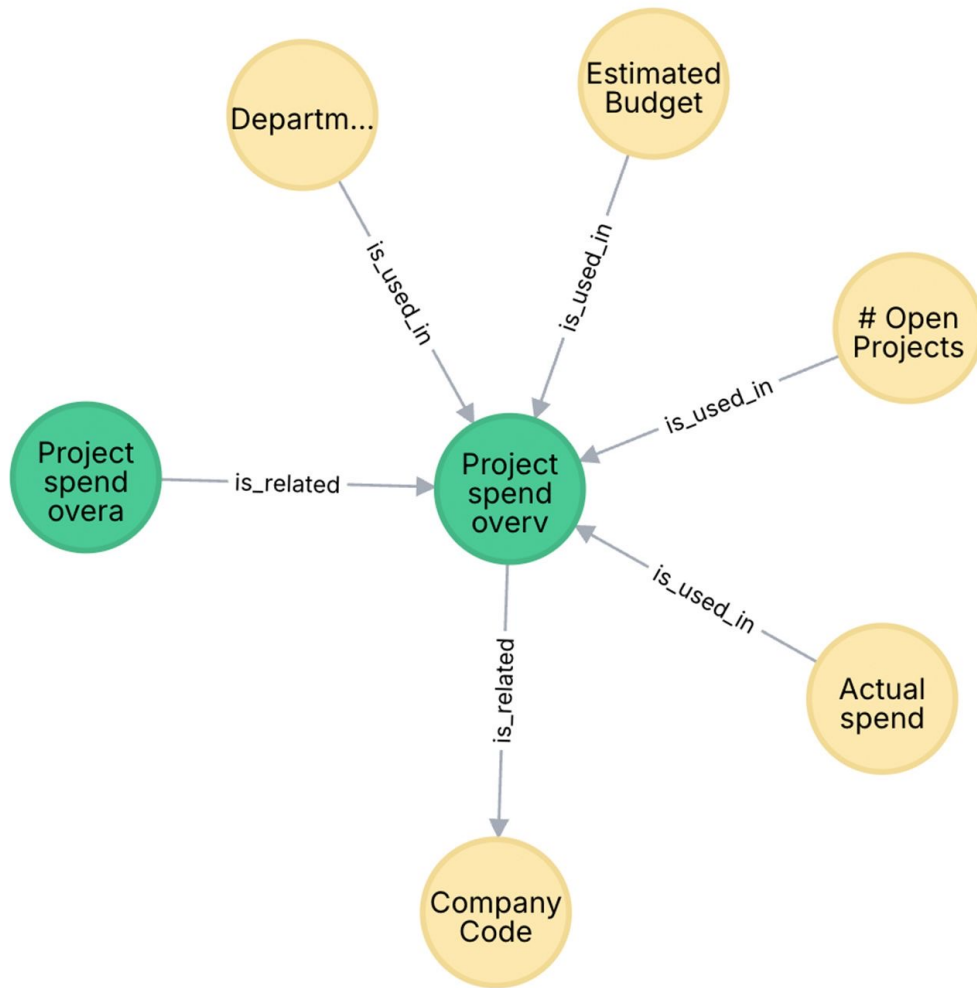 Estimated
Budget
Departm...
is_used_in
is_used_in
# Open
Projects
is_used_in
Project
spend
overa
is_related
Project
spend
overv
is_used_in
is_related
Actual
spend
Company
Code